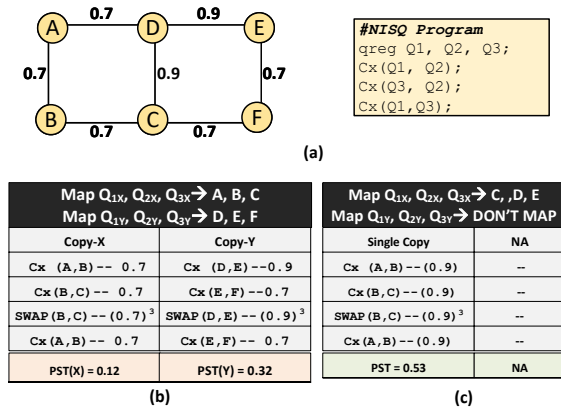 0.7 0.9
A D E
#NISQ Program
qreg Q1, Q2, Q3;
Cx(Q1, Q2);
Cx(Q3, Q2);
Cx(Q1,Q3);
0.7 0.9 0.7
B C F
0.7 0.7
(a)
Map Q1X, Q2X, Q3X→ A, B, C
Map Q1Y, Q2Y, Q3Y→ D, E, F
Copy-X Copy-Y
Cx (A,B)-- 0.7 Cx (D,E)--0.9
Cx(B,C)-- 0.7 Cx(E,F)--0.7
SWAP(B,C)--(0.7)³ SWAP(D,E)--(0.9)³
Cx(A,B)-- 0.7 Cx(E,F)-- 0.7
PST(X) = 0.12 PST(Y) = 0.32
(b)
Map Q1X, Q2X, Q3X→ C, ,D, E
Map Q1Y, Q2Y, Q3Y→ DON'T MAP
Single Copy NA
Cx (A,B)--(0.9) --
Cx(B,C)--(0.9) --
SWAP(B,C)--(0.9)³ --
Cx(A,B)--(0.9) --
PST = 0.53 NA
(c)